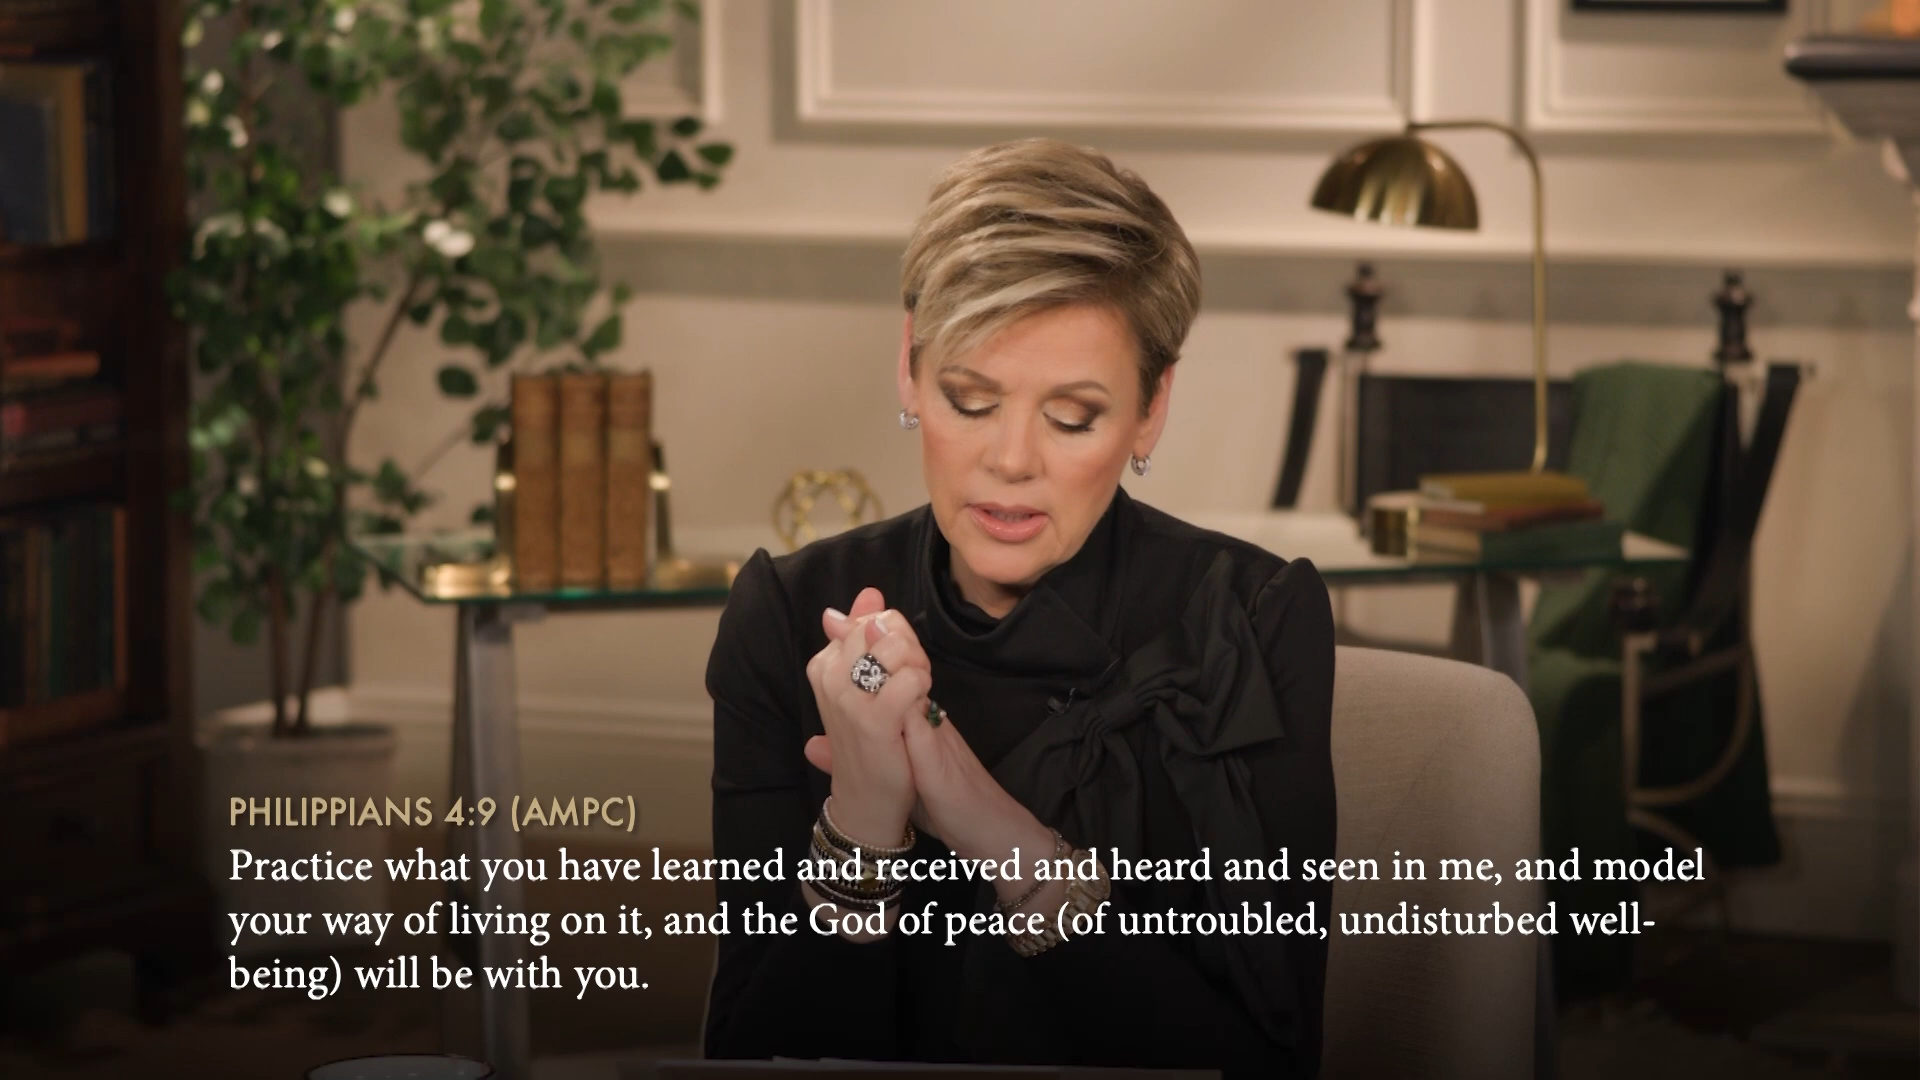 PHILIPPIANS 4:9 (AMPC)
Practice what you have learned and received and heard and seen in me, and model
your way of living on it, and the God of peace (of untroubled, undisturbed well-
being) will be with you.